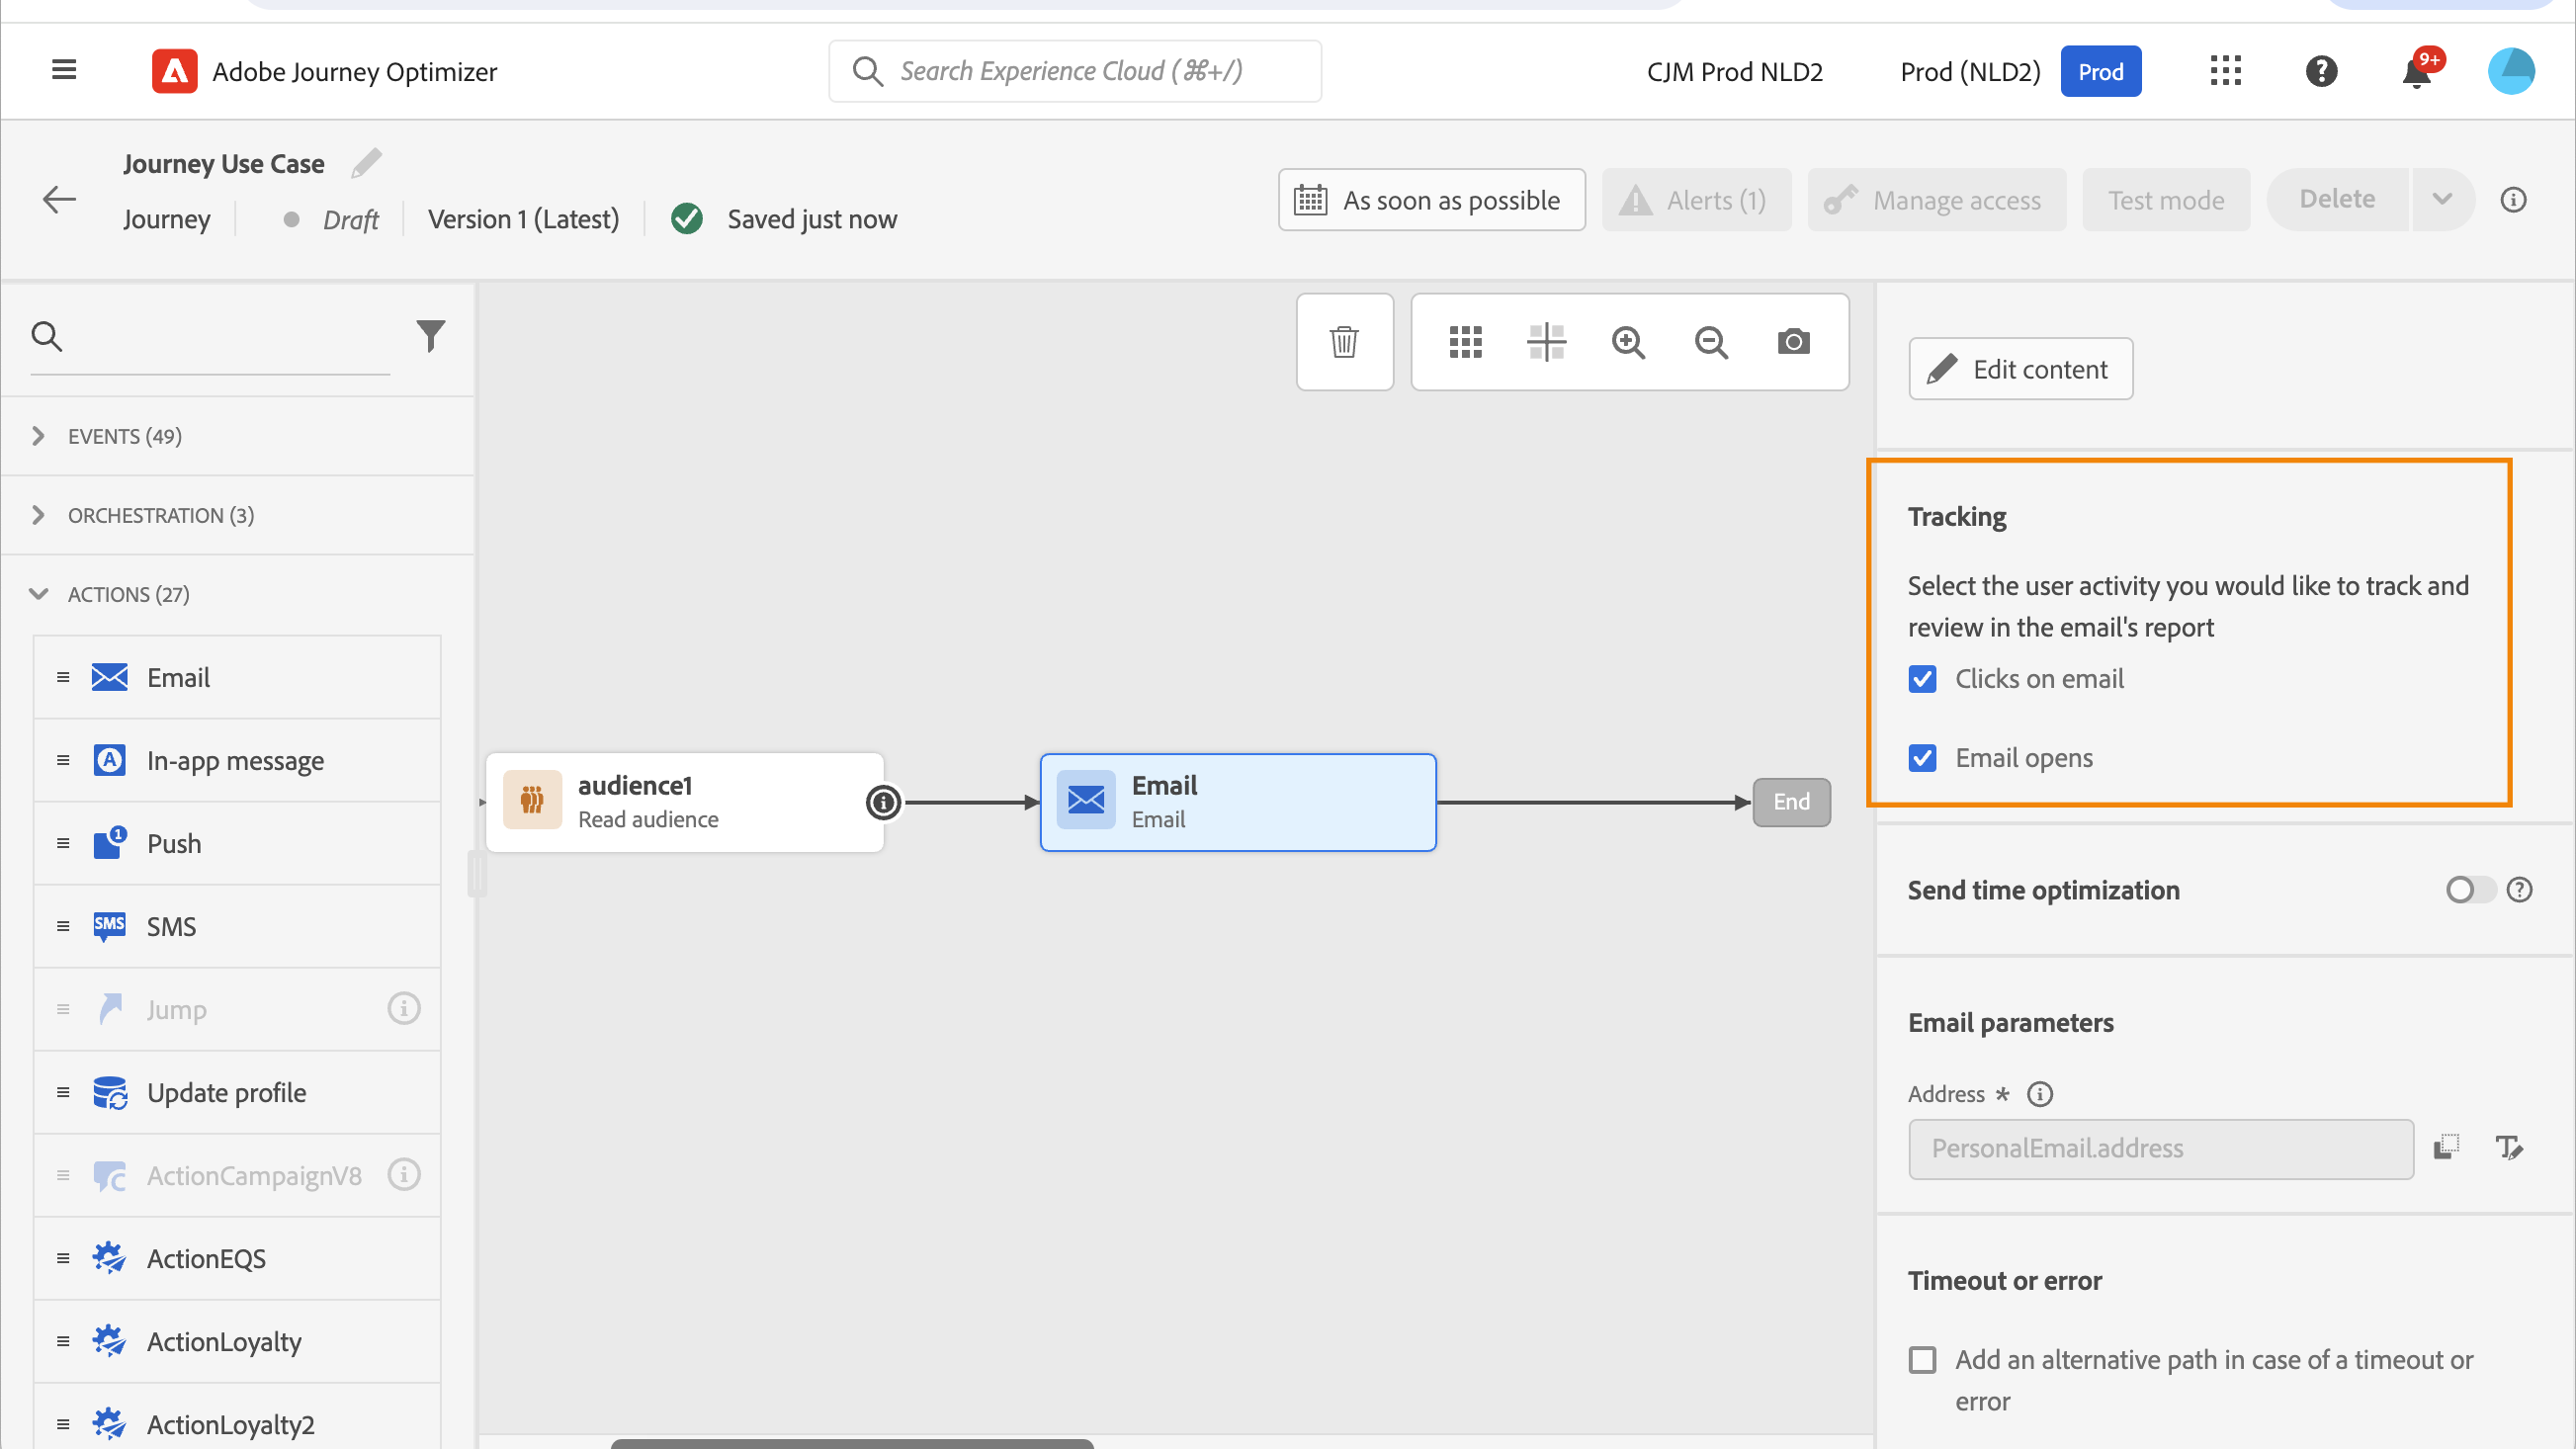 Adobe Journey Optimizer
Search Experience Cloud (⌘+/)
CJM Prod NLD2
Prod (NLD2)
Prod
9+
Journey Use Case
Journey
Draft
Version 1 (Latest)
Saved just now
As soon as possible
Alerts (1)
Manage access
Test mode
Delete
EVENTS (49)
ORCHESTRATION (3)
ACTIONS (27)
Email
In-app message
1
Push
SMS
SMS
Jump
Update profile
ActionCampaignV8
ActionEQS
ActionLoyalty
ActionLoyalty2
audience1
Read audience
Email
Email
End
Edit content
Tracking
Select the user activity you would like to track and
review in the email's report
Clicks on email
Email opens
Send time optimization
Email parameters
Address *
PersonalEmail.address
Timeout or error
Add an alternative path in case of a timeout or
error